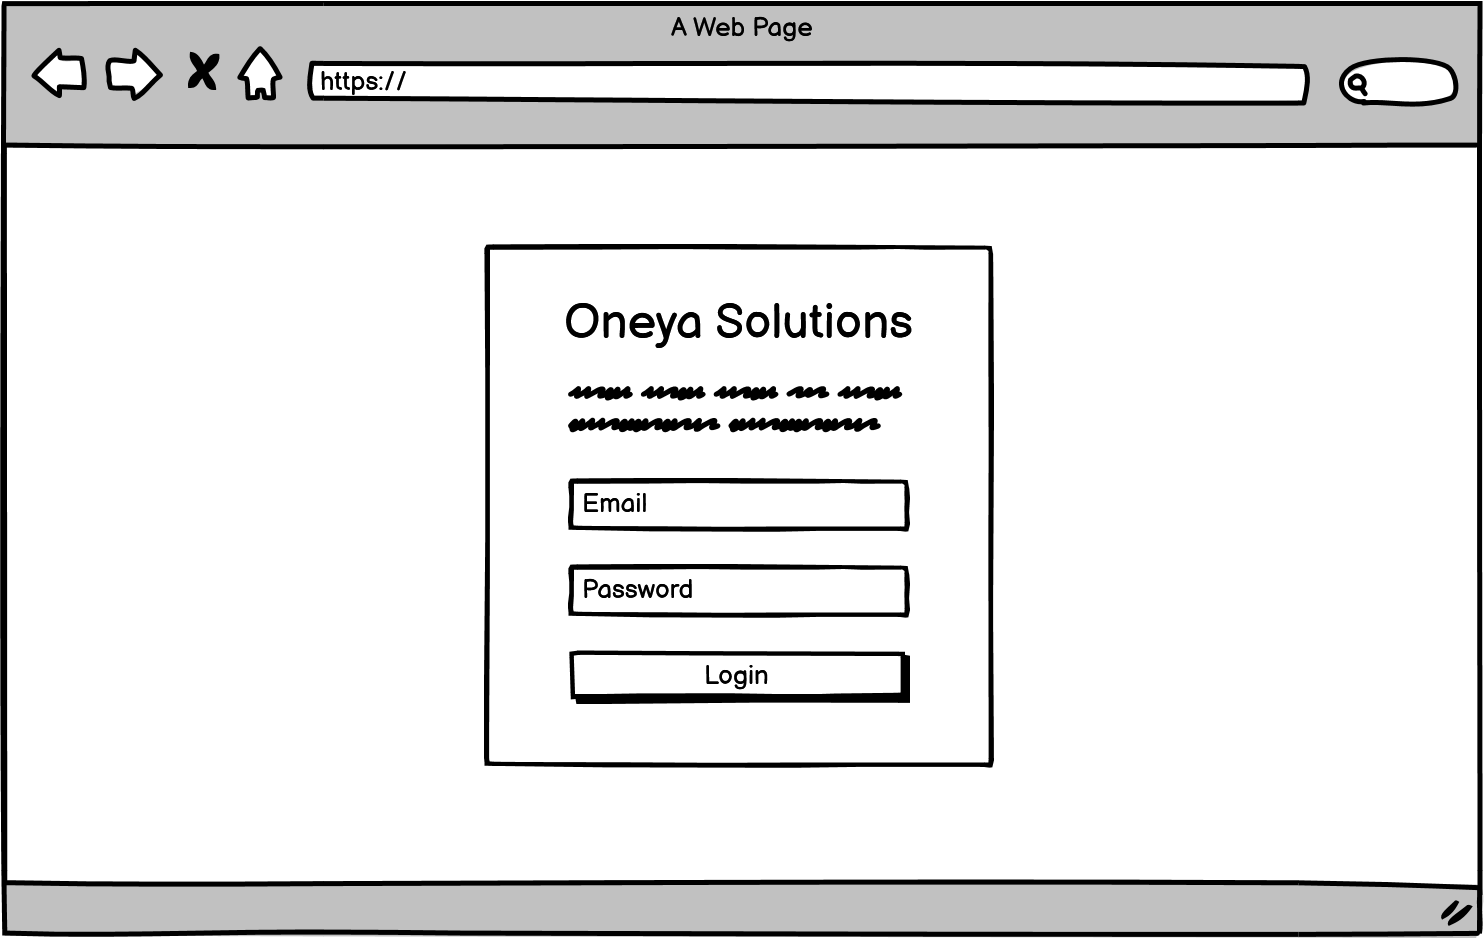 A Web Page
https://
Oneya Solutions
Email
Password
Login